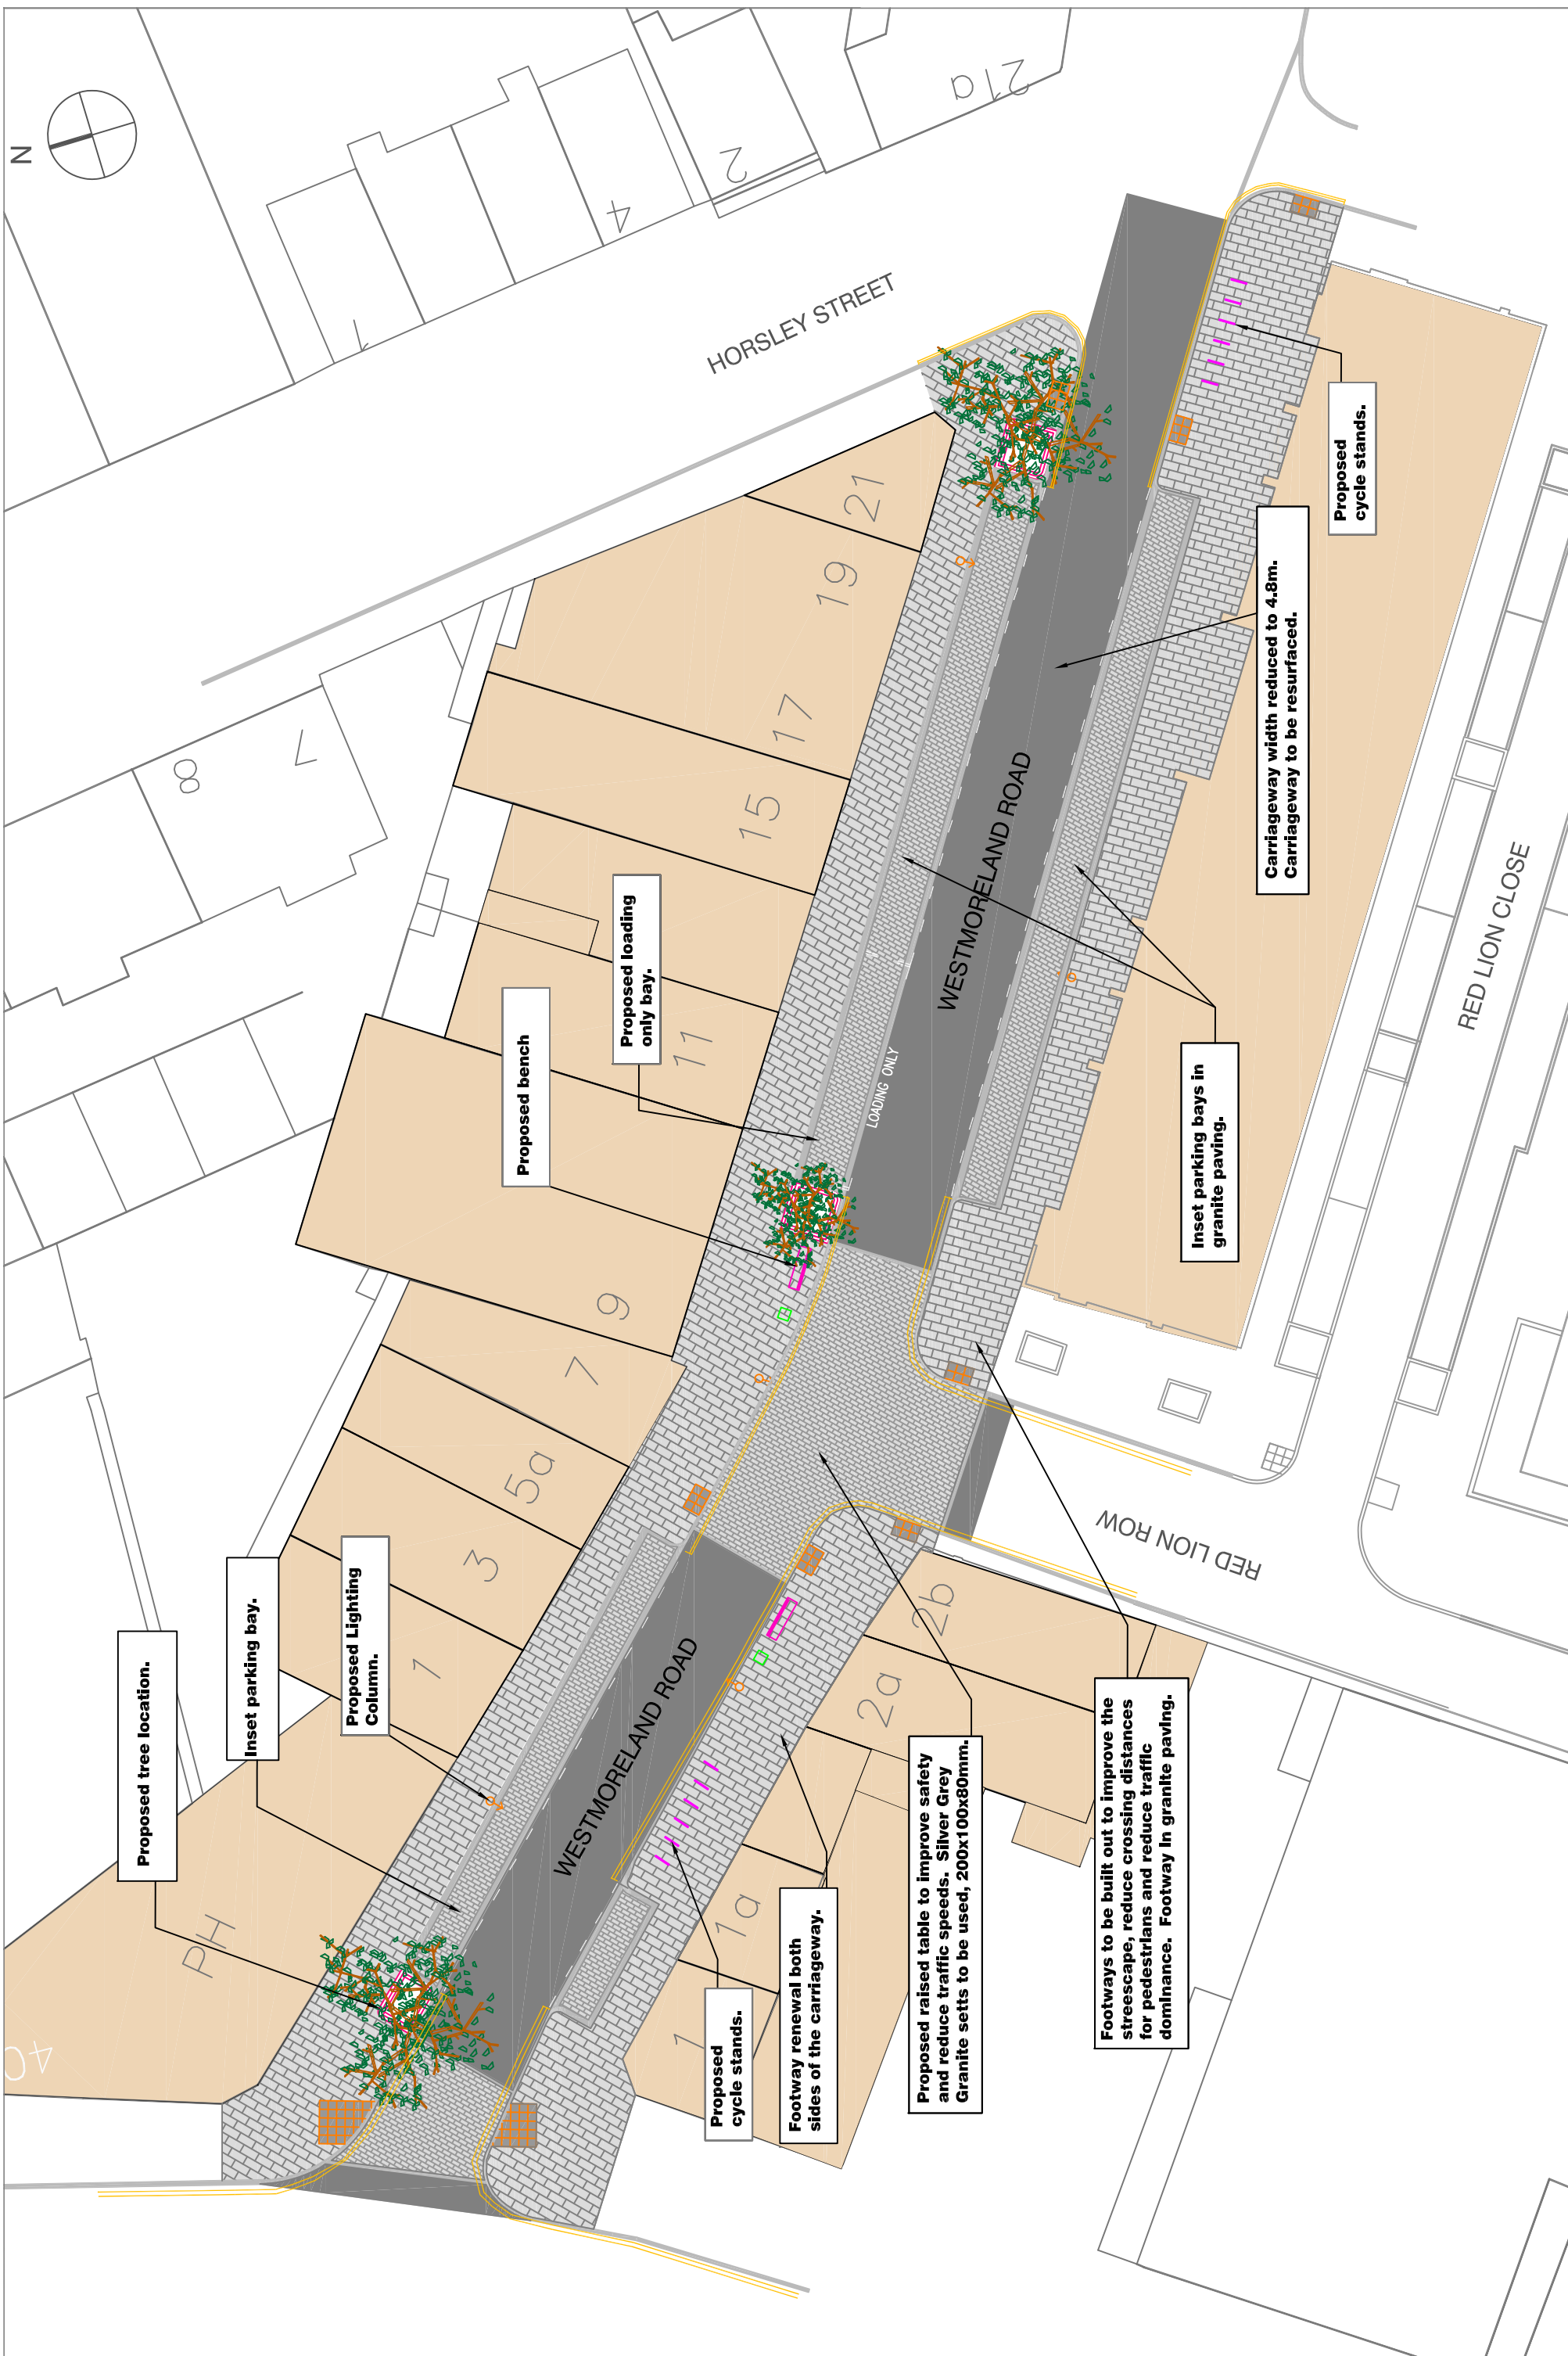 N
Proposed tree location.
Inset parking bay.
Proposed Lighting
Column.
Proposed bench
Proposed loading
only bay.
HORSLEY STREET
PH
40
1
3
5a
7
9
11
15
17
19
21
8
7
1
4
2
21a
WESTMORELAND ROAD
WESTMORELAND ROAD
LOADING ONLY
1
1a
2a
2b
Proposed
cycle stands.
Footway renewal both
sides of the carriageway.
Proposed raised table to improve safety
and reduce traffic speeds. Silver Grey
Granite setts to be used, 200x100x80mm.
Footways to be built out to improve the
streescape, reduce crossing distances
for pedestrians and reduce traffic
dominance. Footway in granite paving.
Inset parking bays in
granite paving.
Carriageway width reduced to 4.8m.
Carriageway to be resurfaced.
Proposed
cycle stands.
RED LION ROW
RED LION CLOSE